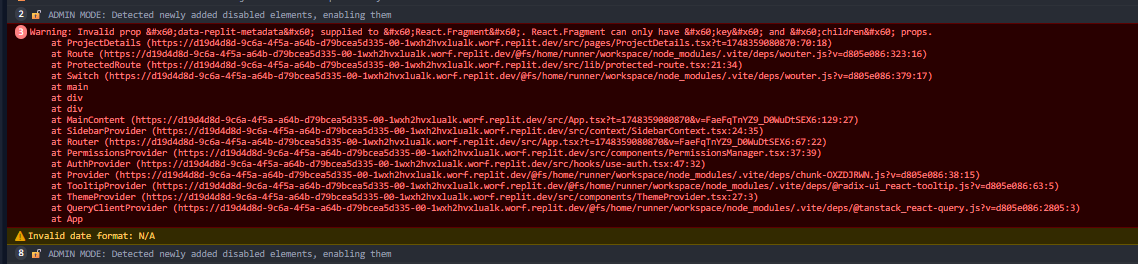 2 ADMIN MODE: Detected newly added disabled elements, enabling them
3 Warning: Invalid prop &#x60;data-replit-metadata&#x60; supplied to &#x60;React.Fragment&#x60;. React.Fragment can only have &#x60;key&#x60; and &#x60;children&#x60; props.
at ProjectDetails (https://d19d4d8d-9c6a-4f5a-a64b-d79bcea5d335-00-1wxh2hvxlualk.worf.replit.dev/src/pages/ProjectDetails.tsx?t=1748359080870:70:18)
at Route (https://d19d4d8d-9c6a-4f5a-a64b-d79bcea5d335-00-1wxh2hvxlualk.worf.replit.dev/@fs/home/runner/workspace/node_modules/.vite/deps/wouter.js?v=d805e086:323:16)
at ProtectedRoute (https://d19d4d8d-9c6a-4f5a-a64b-d79bcea5d335-00-1wxh2hvxlualk.worf.replit.dev/src/lib/protected-route.tsx:21:34)
at Switch (https://d19d4d8d-9c6a-4f5a-a64b-d79bcea5d335-00-1wxh2hvxlualk.worf.replit.dev/@fs/home/runner/workspace/node_modules/.vite/deps/wouter.js?v=d805e086:379:17)
at main
at div
at div
at MainContent (https://d19d4d8d-9c6a-4f5a-a64b-d79bcea5d335-00-1wxh2hvxlualk.worf.replit.dev/src/App.tsx?t=1748359080870&v=FaeFqTnYZ9_D0WuDtSEX6:129:27)
at SidebarProvider (https://d19d4d8d-9c6a-4f5a-a64b-d79bcea5d335-00-1wxh2hvxlualk.worf.replit.dev/src/context/SidebarContext.tsx:24:35)
at Router (https://d19d4d8d-9c6a-4f5a-a64b-d79bcea5d335-00-1wxh2hvxlualk.worf.replit.dev/src/App.tsx?t=1748359080870&v=FaeFqTnYZ9_D0WuDtSEX6:67:22)
at PermissionsProvider (https://d19d4d8d-9c6a-4f5a-a64b-d79bcea5d335-00-1wxh2hvxlualk.worf.replit.dev/src/components/PermissionsManager.tsx:37:39)
at AuthProvider (https://d19d4d8d-9c6a-4f5a-a64b-d79bcea5d335-00-1wxh2hvxlualk.worf.replit.dev/src/hooks/use-auth.tsx:47:32)
at Provider (https://d19d4d8d-9c6a-4f5a-a64b-d79bcea5d335-00-1wxh2hvxlualk.worf.replit.dev/@fs/home/runner/workspace/node_modules/.vite/deps/chunk-OXZDJRWN.js?v=d805e086:38:15)
at TooltipProvider (https://d19d4d8d-9c6a-4f5a-a64b-d79bcea5d335-00-1wxh2hvxlualk.worf.replit.dev/@fs/home/runner/workspace/node_modules/.vite/deps/@radix-ui_react-tooltip.js?v=d805e086:63:5)
at ThemeProvider (https://d19d4d8d-9c6a-4f5a-a64b-d79bcea5d335-00-1wxh2hvxlualk.worf.replit.dev/src/components/ThemeProvider.tsx:27:3)
at QueryClientProvider (https://d19d4d8d-9c6a-4f5a-a64b-d79bcea5d335-00-1wxh2hvxlualk.worf.replit.dev/@fs/home/runner/workspace/node_modules/.vite/deps/@tanstack_react-query.js?v=d805e086:2805:3)
at App
Invalid date format: N/A
8 ADMIN MODE: Detected newly added disabled elements, enabling them